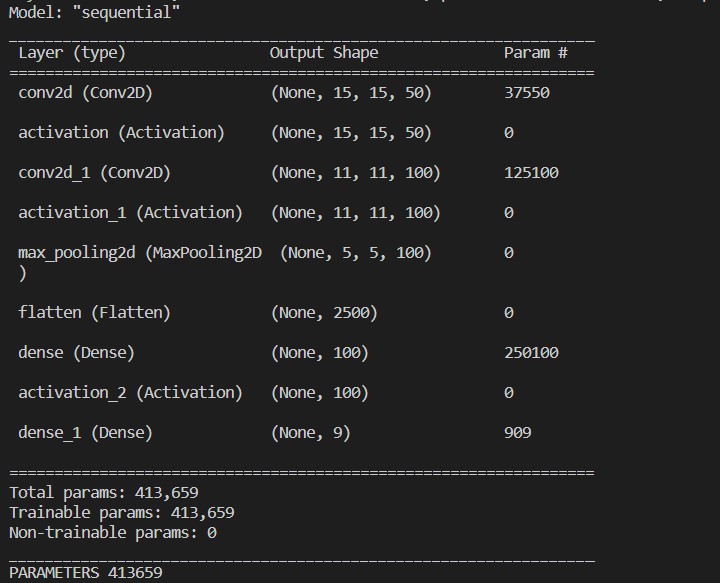 Model: "sequential"
_________________________________________________________________
Layer (type)                Output Shape              Param #
=================================================================
conv2d (Conv2D)             (None, 15, 15, 50)        37550
activation (Activation)     (None, 15, 15, 50)        0
conv2d_1 (Conv2D)           (None, 11, 11, 100)       125100
activation_1 (Activation)   (None, 11, 11, 100)       0
max_pooling2d (MaxPooling2D  (None, 5, 5, 100)        0
)
flatten (Flatten)           (None, 2500)              0
dense (Dense)               (None, 100)               250100
activation_2 (Activation)   (None, 100)               0
dense_1 (Dense)             (None, 9)                 909
=================================================================
Total params: 413,659
Trainable params: 413,659
Non-trainable params: 0
_________________________________________________________________
PARAMETERS 413659